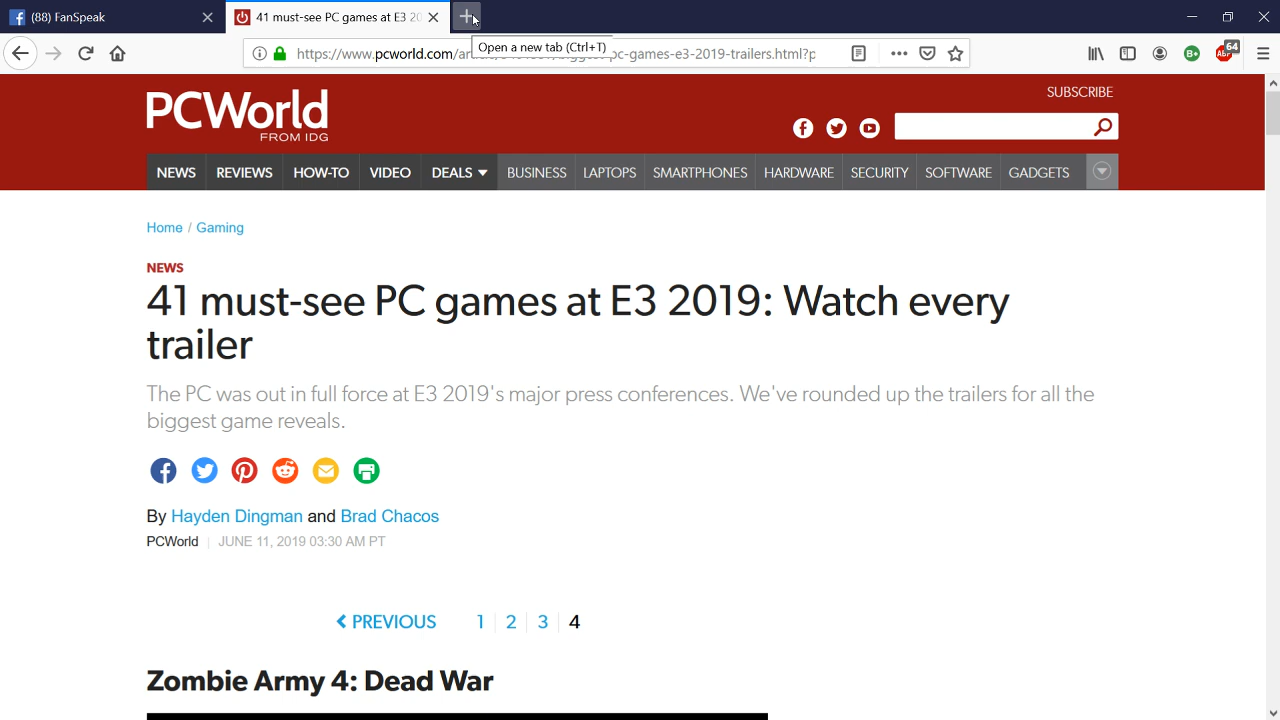 (88) FanSpeak
41 must-see PC games at E3 20
Open a new tab (Ctrl+T)
https://www.pcworld.com/ar pc-games-e3-2019-trailers.html?p
ABP 64
B+
SUBSCRIBE
PCWorld
FROM IDG
NEWS REVIEWS HOW-TO VIDEO DEALS BUSINESS LAPTOPS SMARTPHONES HARDWARE SECURITY SOFTWARE GADGETS
Home / Gaming
NEWS
41 must-see PC games at E3 2019: Watch every
trailer
The PC was out in full force at E3 2019's major press conferences. We've rounded up the trailers for all the
biggest game reveals.
By Hayden Dingman and Brad Chacos
PCWorld | JUNE 11, 2019 03:30 AM PT
PREVIOUS 1 2 3 4
Zombie Army 4: Dead War